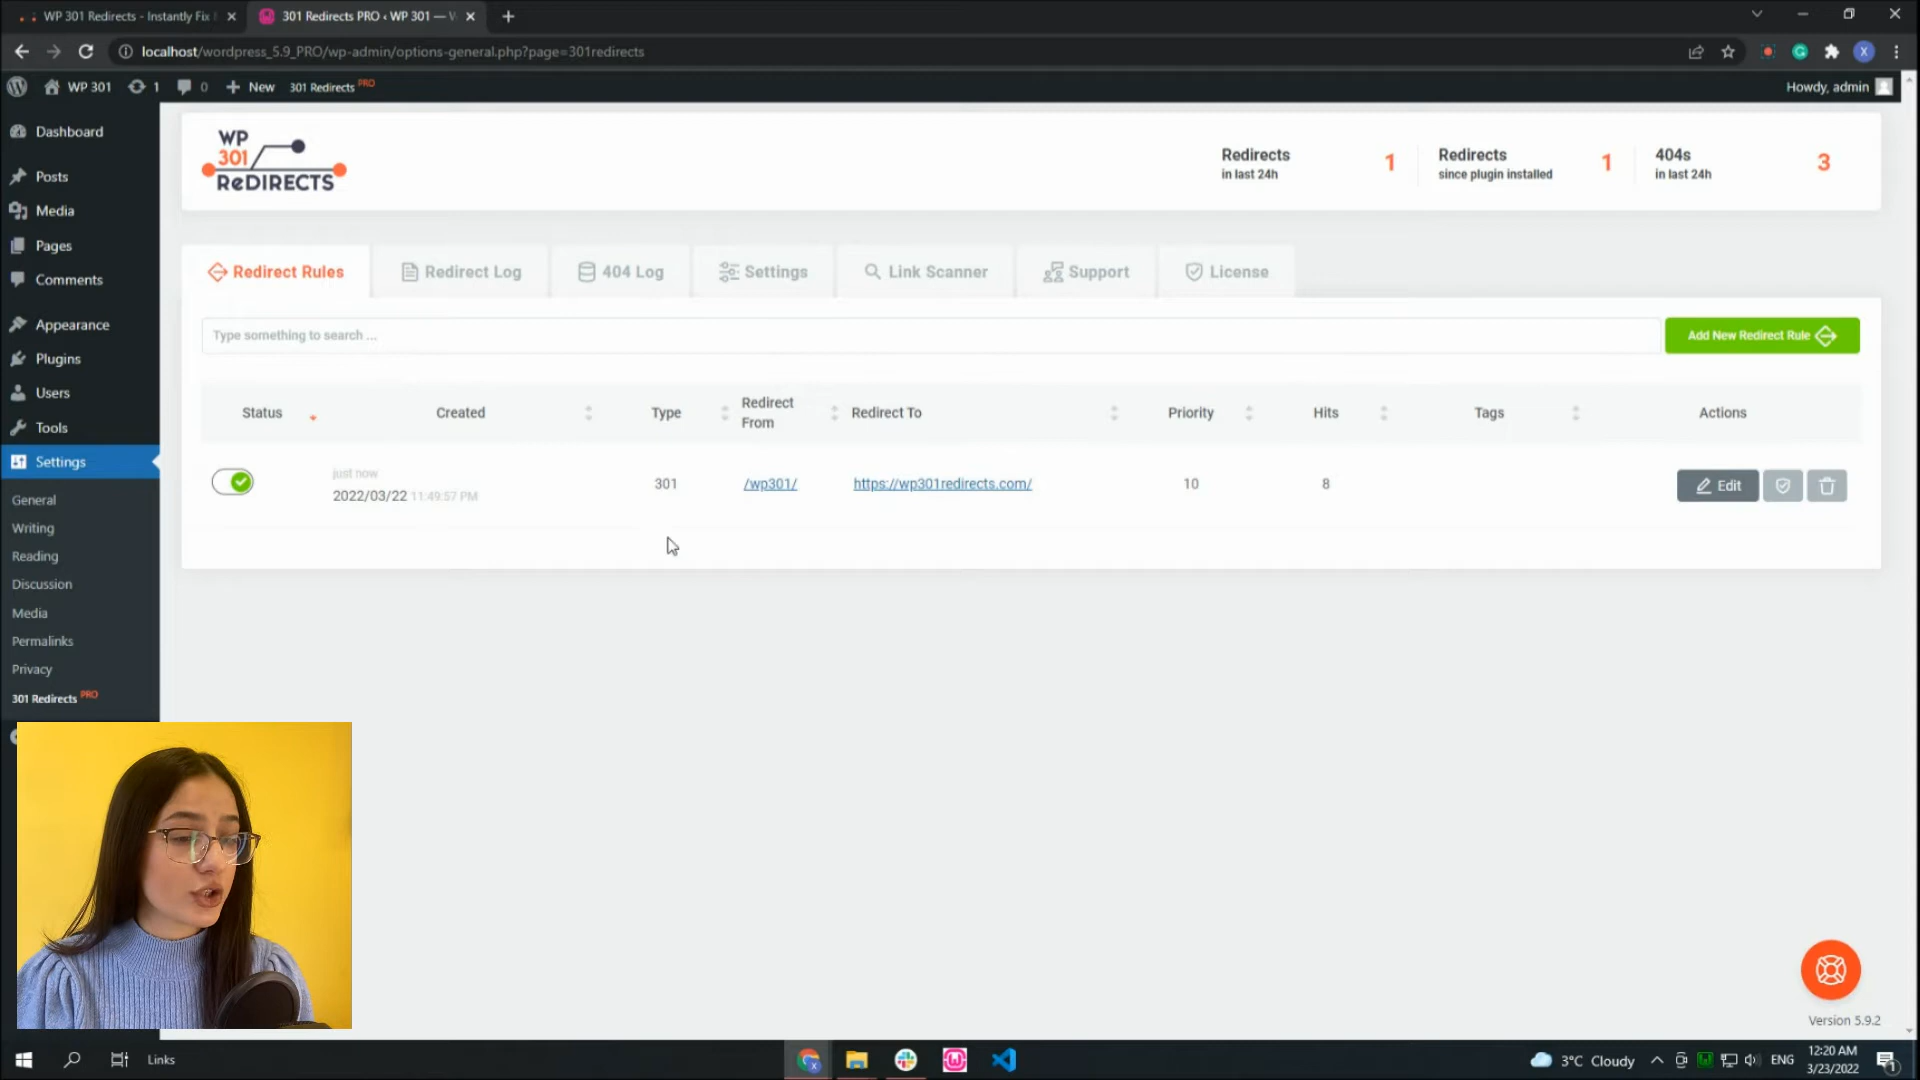 WP 301 Redirects - Instantly Fix
301 Redirects PRO ‹ WP 301 — W
localhost/wordpress_5.9_PRO/wp-admin/options-general.php?page=301redirects
WP 301
1
0
New
301 Redirects PRO
Howdy, admin
Dashboard
Posts
Media
Pages
Comments
Appearance
Plugins
Users
Tools
Settings
General
Writing
Reading
Discussion
Media
Permalinks
Privacy
301 Redirects PRO
WP
301
ReDIRECTS
Redirects
in last 24h
1
Redirects
since plugin installed
1
404s
in last 24h
3
Redirect Rules
Redirect Log
404 Log
Settings
Link Scanner
Support
License
Type something to search ...
Add New Redirect Rule
Status
Created
Type
Redirect
From
Redirect To
Priority
Hits
Tags
Actions
just now
2022/03/22 11:49:57 PM
301
/wp301/
https://wp301redirects.com/
10
8
Edit
Version 5.9.2
Links
3°C Cloudy
ENG
12:20 AM
3/23/2022
1